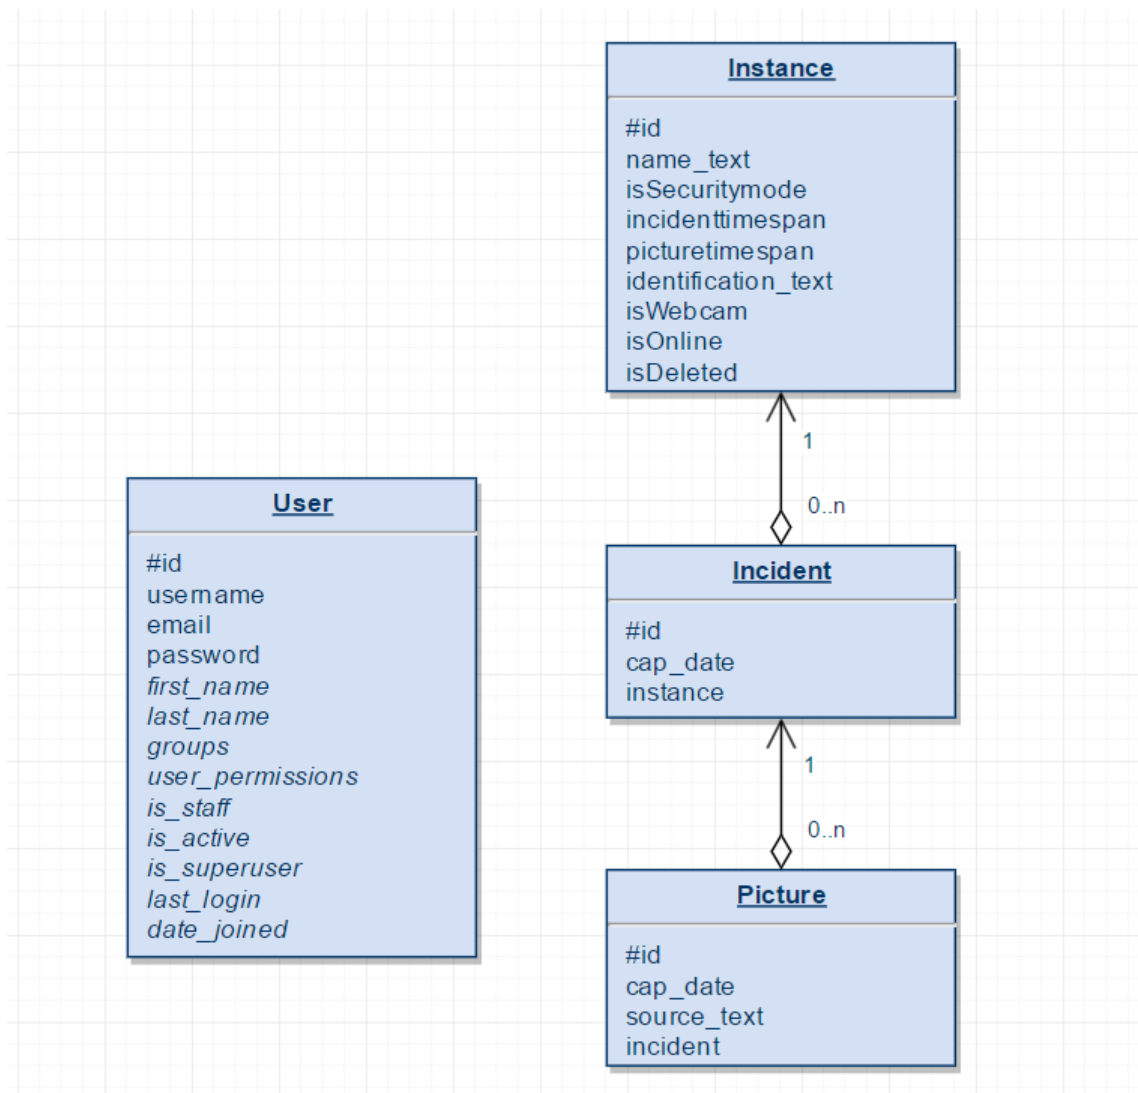 Instance
#id
name_text
isSecuritymode
incidenttimespan
picturetimespan
identification_text
isWebcam
isOnline
isDeleted
1
0..n
User
#id
username
email
password
first_name
last_name
groups
user_permissions
is_staff
is_active
is_superuser
last_login
date_joined
Incident
#id
cap_date
instance
1
0..n
Picture
#id
cap_date
source_text
incident